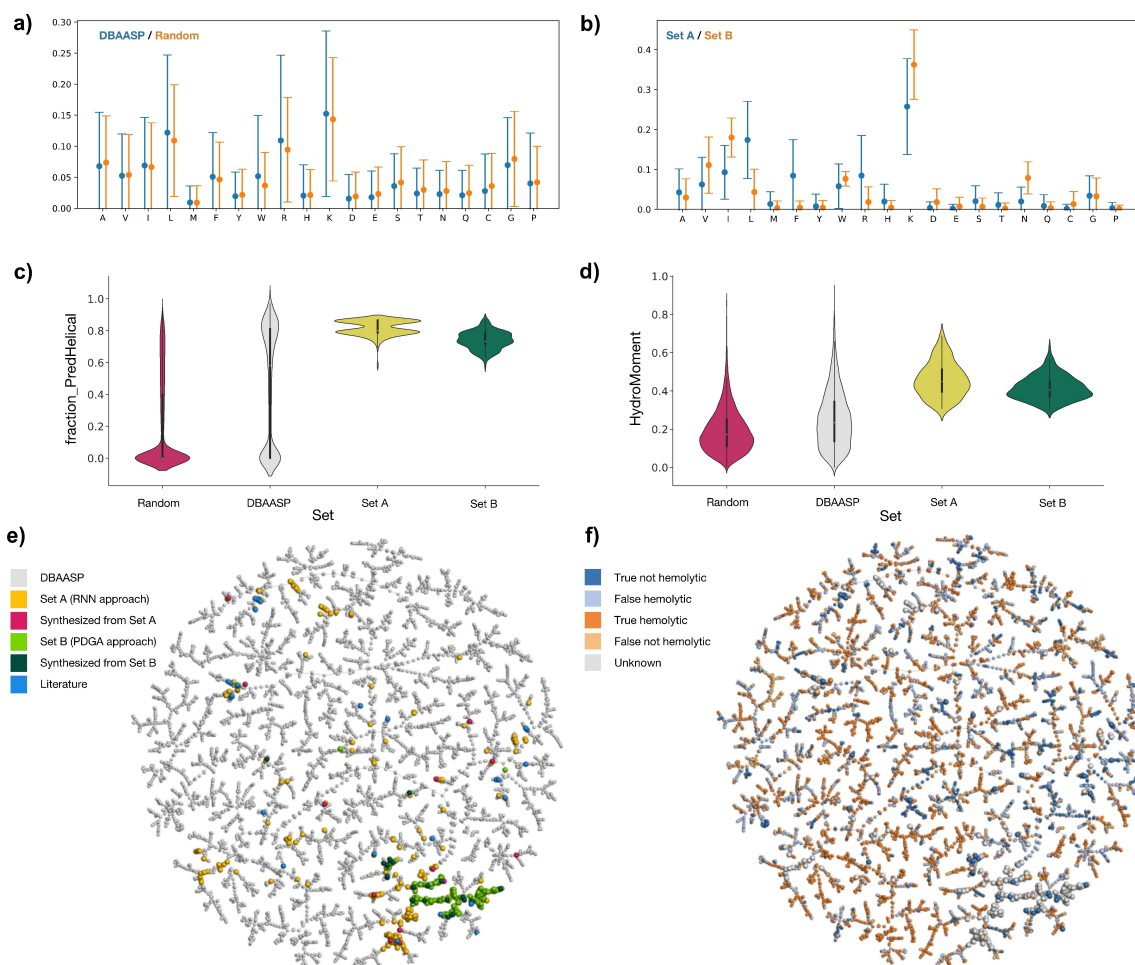 a)
DBAASP / Random
0.30
0.25
0.20
0.15
0.10
0.05
0.00
A V I L M F Y W R H K D E S T N Q C G P
b)
Set A / Set B
0.4
0.3
0.2
0.1
0.0
A V I L M F Y W R H K D E S T N Q C G P
c)
fraction_PredHelical
1.0
0.8
0.6
0.4
0.2
0.0
Random DBAASP Set A Set B
Set
d)
HydroMoment
1.0
0.8
0.6
0.4
0.2
0.0
Random DBAASP Set A Set B
Set
e)
DBAASP
Set A (RNN approach)
Synthesized from Set A
Set B (PDGA approach)
Synthesized from Set B
Literature
f)
True not hemolytic
False hemolytic
True hemolytic
False not hemolytic
Unknown